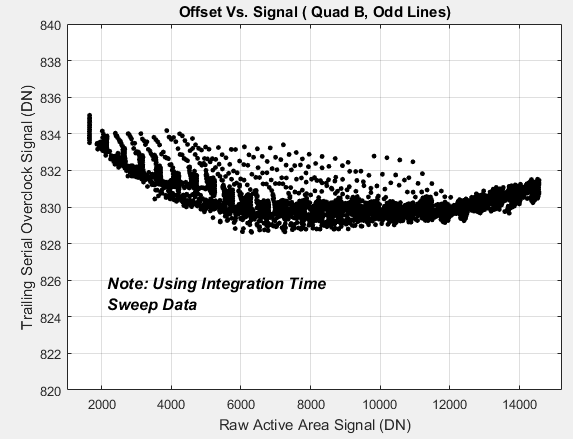 Offset Vs. Signal ( Quad B, Odd Lines)
Trailing Serial Overclock Signal (DN)
840
838
836
834
832
830
828
826
824
822
820
Note: Using Integration Time
Sweep Data
2000 4000 6000 8000 10000 12000 14000
Raw Active Area Signal (DN)